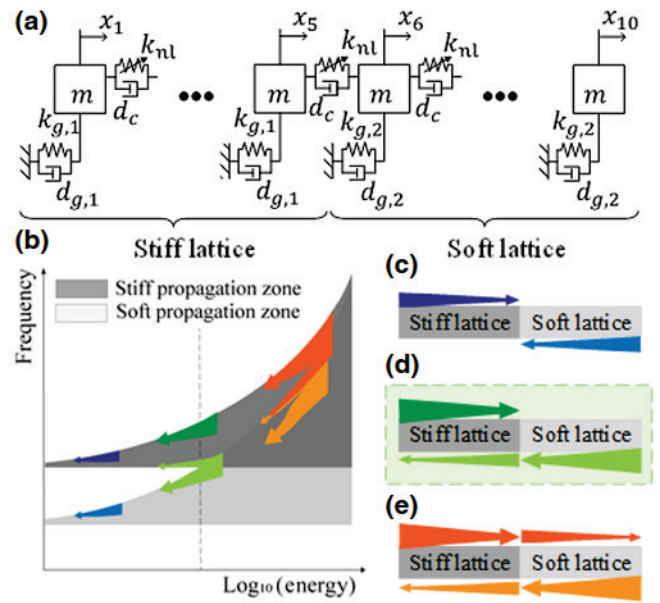 (a)
x1 x5 x6 x10
knl knl knl
m m m m
dc dc dc
kg,1 kg,1 kg,2 kg,2
dg,1 dg,1 dg,2 dg,2
Stiff lattice Soft lattice
(b)
Frequency
Stiff propagation zone
Soft propagation zone
Log10 (energy)
(c)
Stiff lattice Soft lattice
(d)
Stiff lattice Soft lattice
(e)
Stiff lattice Soft lattice